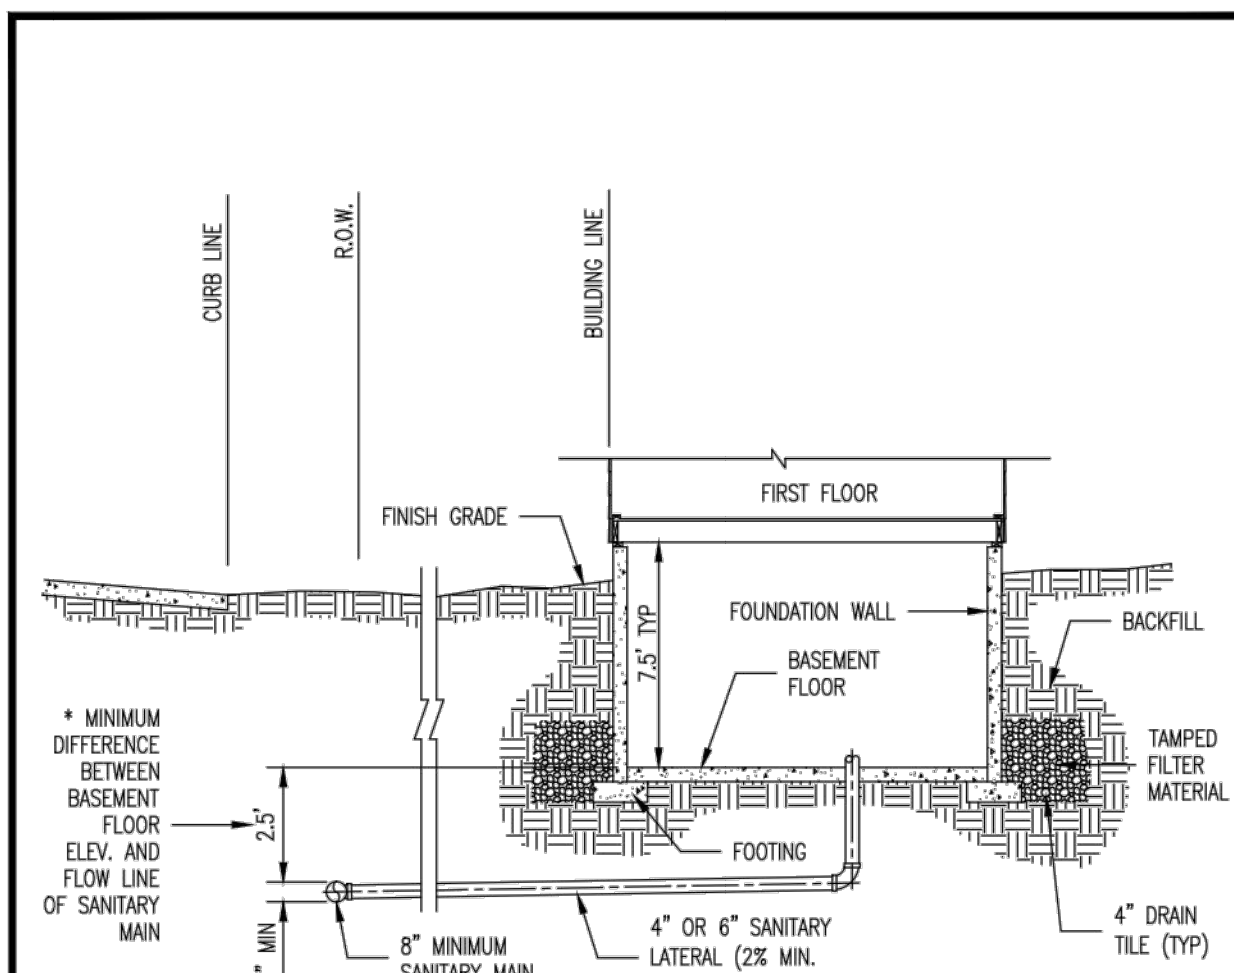 CURB LINE
R.O.W.
BUILDING LINE
FIRST FLOOR
FINISH GRADE
7.5' TYP
FOUNDATION WALL
BACKFILL
BASEMENT
FLOOR
* MINIMUM
DIFFERENCE
BETWEEN
BASEMENT
FLOOR
ELEV. AND
FLOW LINE
OF SANITARY
MAIN
2.5'
TAMPED
FILTER
MATERIAL
FOOTING
4" DRAIN
TILE (TYP)
4" OR 6" SANITARY
LATERAL (2% MIN.
8" MINIMUM
SANITARY MAIN
" MIN